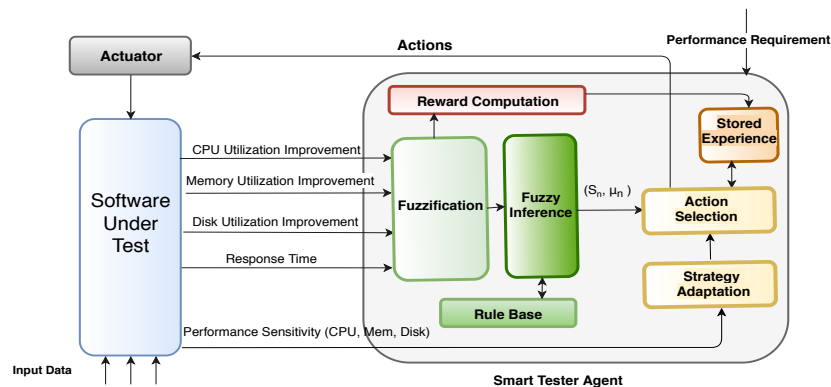 Performance Requirement
Actions
Actuator
Reward Computation
Stored
Experience
CPU Utilization Improvement
Memory Utilization Improvement
Disk Utilization Improvement
Response Time
Software
Under
Test
Fuzzification
Fuzzy
Inference
(Sn, μn )
Action
Selection
Strategy
Adaptation
Rule Base
Performance Sensitivity (CPU, Mem, Disk)
Input Data
Smart Tester Agent